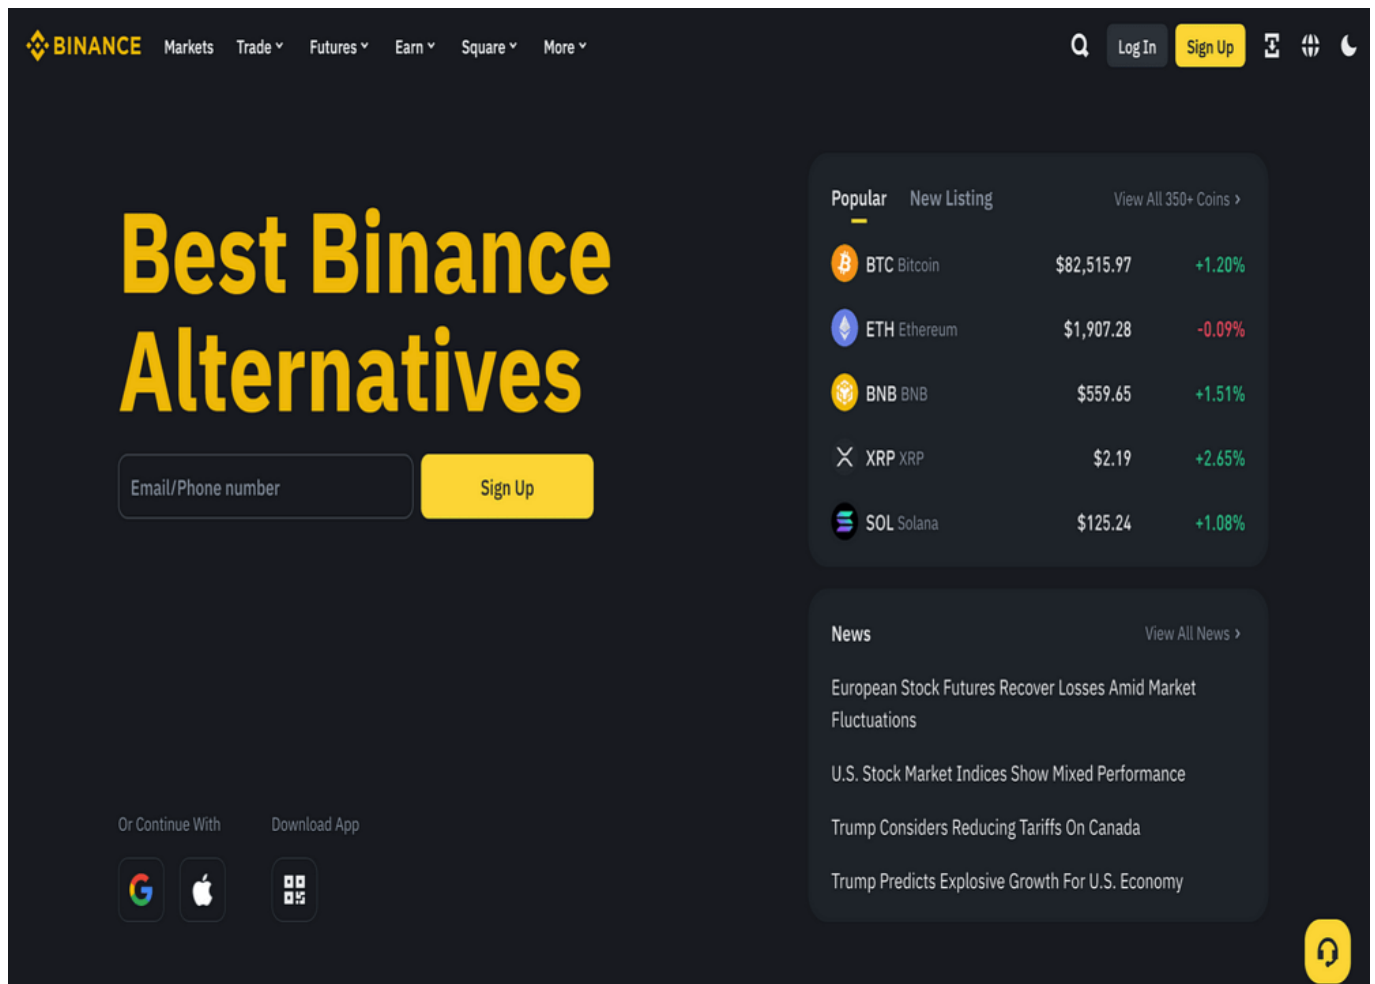 BINANCE Markets Trade Futures Earn Square More Log In Sign Up
Best Binance
Alternatives
Email/Phone number Sign Up
Or Continue With Download App
Popular New Listing View All 350+ Coins >
BTC Bitcoin $82,515.97 +1.20%
ETH Ethereum $1,907.28 -0.09%
BNB BNB $559.65 +1.51%
XRP XRP $2.19 +2.65%
SOL Solana $125.24 +1.08%
News View All News >
European Stock Futures Recover Losses Amid Market
Fluctuations
U.S. Stock Market Indices Show Mixed Performance
Trump Considers Reducing Tariffs On Canada
Trump Predicts Explosive Growth For U.S. Economy